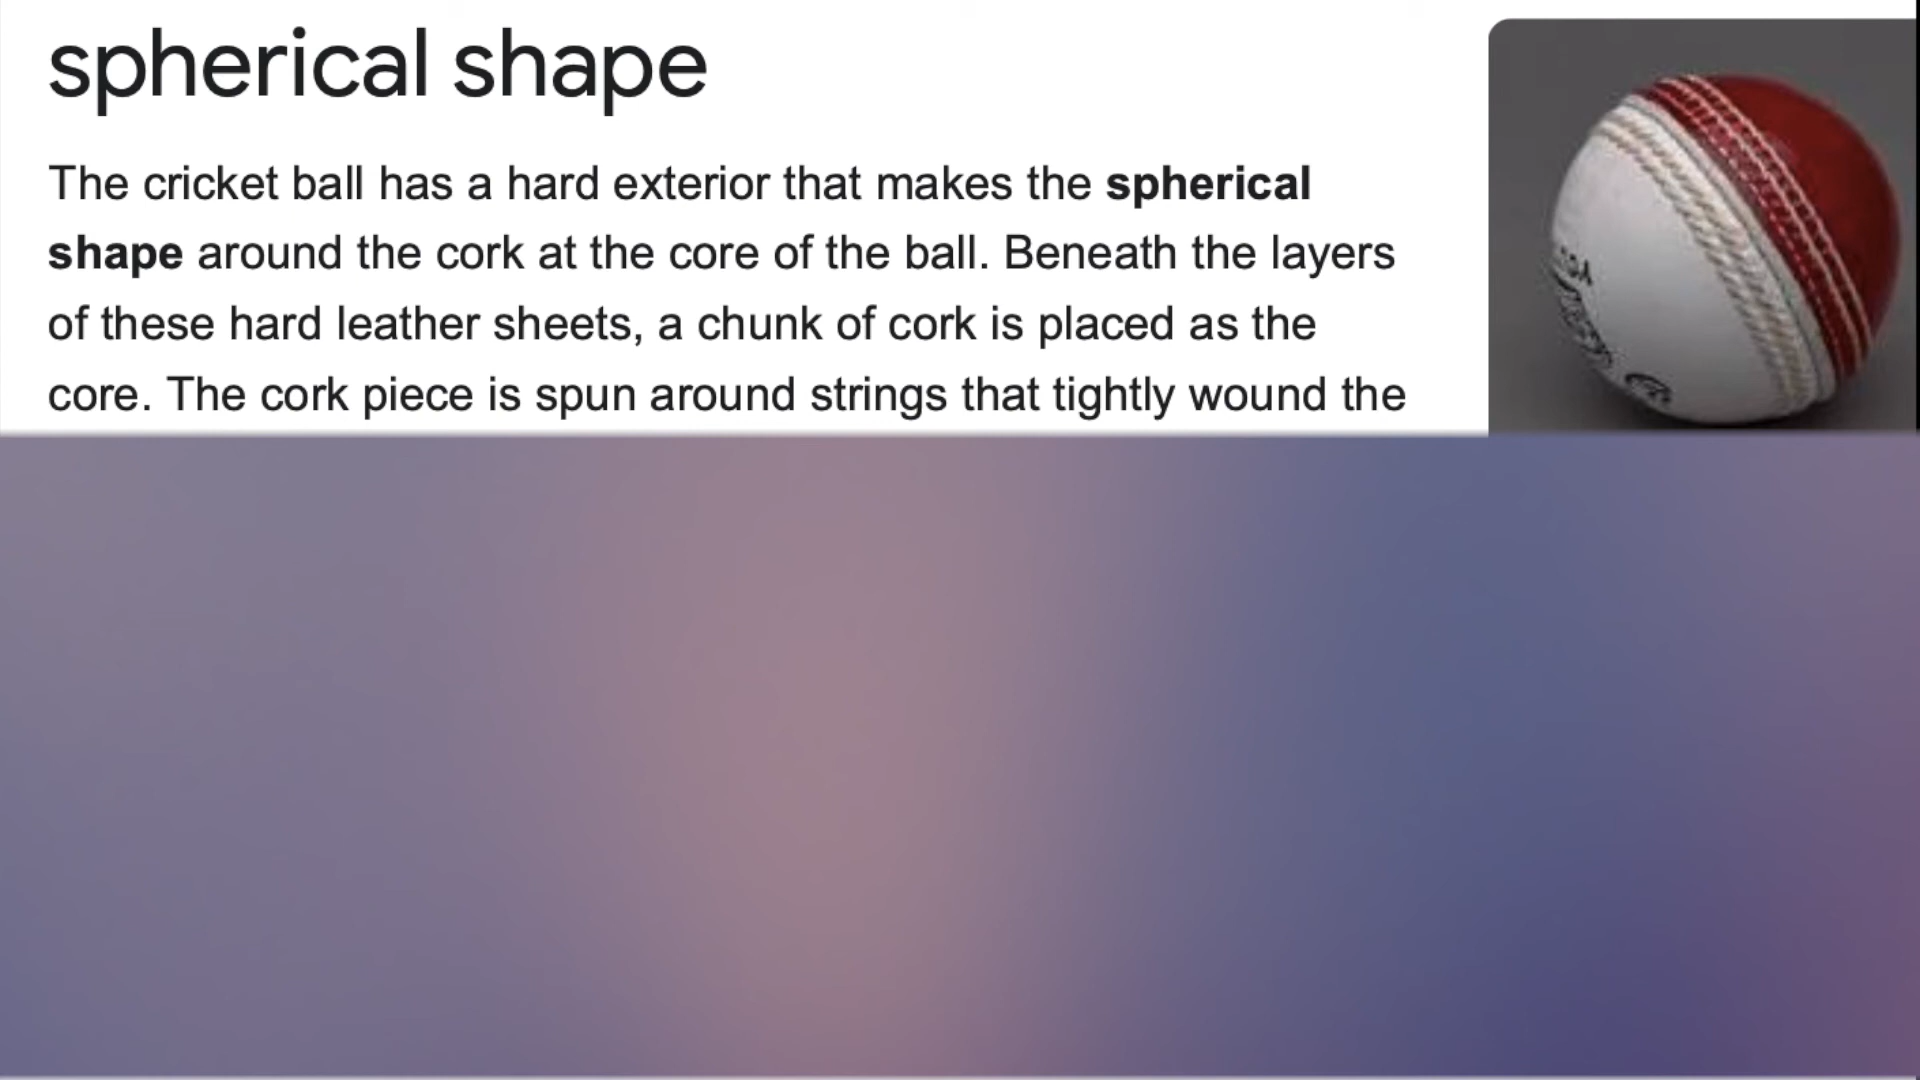 spherical shape
The cricket ball has a hard exterior that makes the spherical
shape around the cork at the core of the ball. Beneath the layers
of these hard leather sheets, a chunk of cork is placed as the
core. The cork piece is spun around strings that tightly wound the